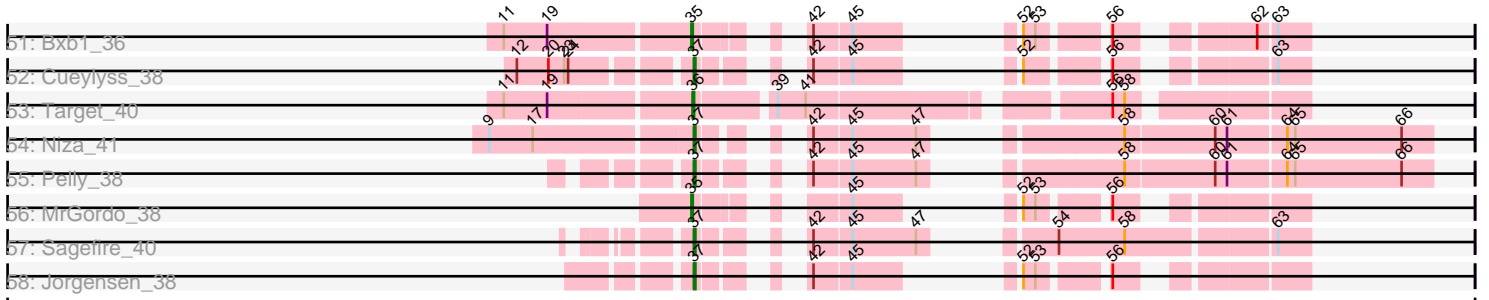 11 19 35 42 45 52 53 56 62 63
51: Bxb1_36
12 20 23 24 37 42 45 52 56 63
52: Cueylyss_38
11 19 36 39 41 56 58
53: Target_40
9 17 37 42 45 47 58 60 61 64 65 66
54: Niza_41
37 42 45 47 58 60 61 64 65 66
55: Pelly_38
35 45 52 53 56
56: MrGordo_38
37 42 45 47 54 58 63
57: Sagefire_40
37 42 45 52 53 56
58: Jorgensen_38